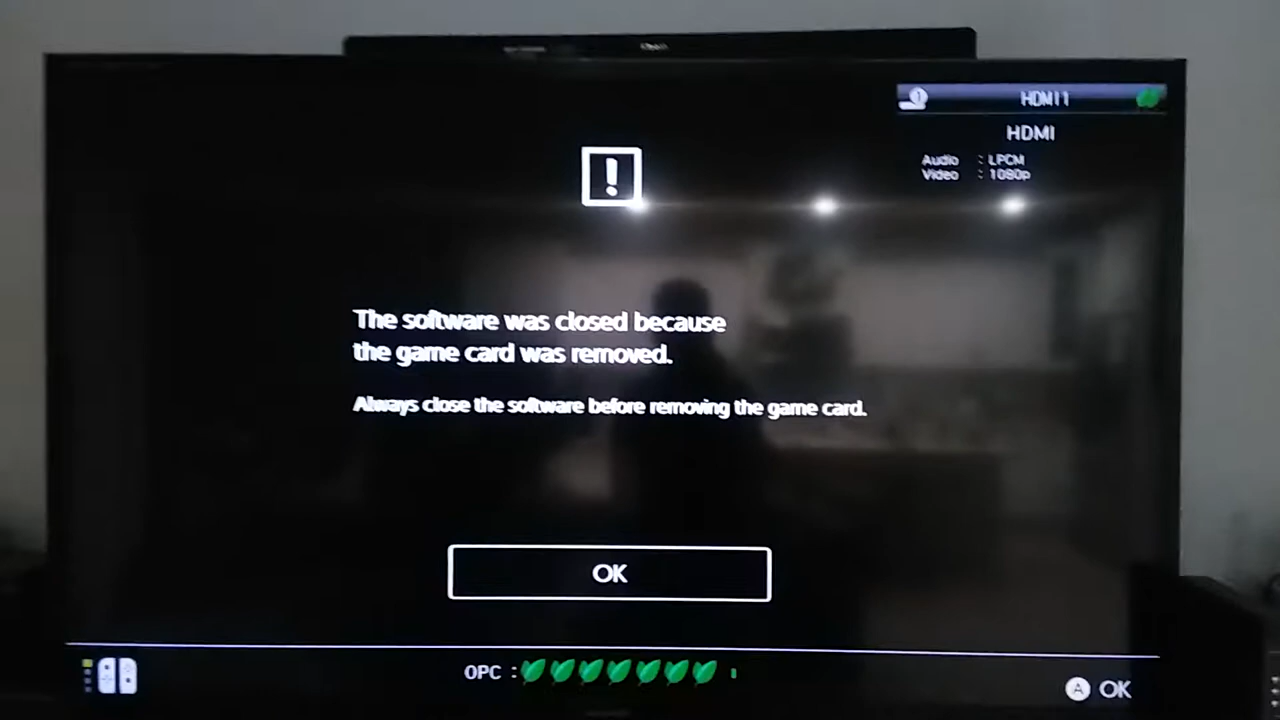 HDMI1
HDMI
Audio : LPCM
Video : 1080p
!
The software was closed because
the game card was removed.
Always close the software before removing the game card.
OK
OPC :
A OK